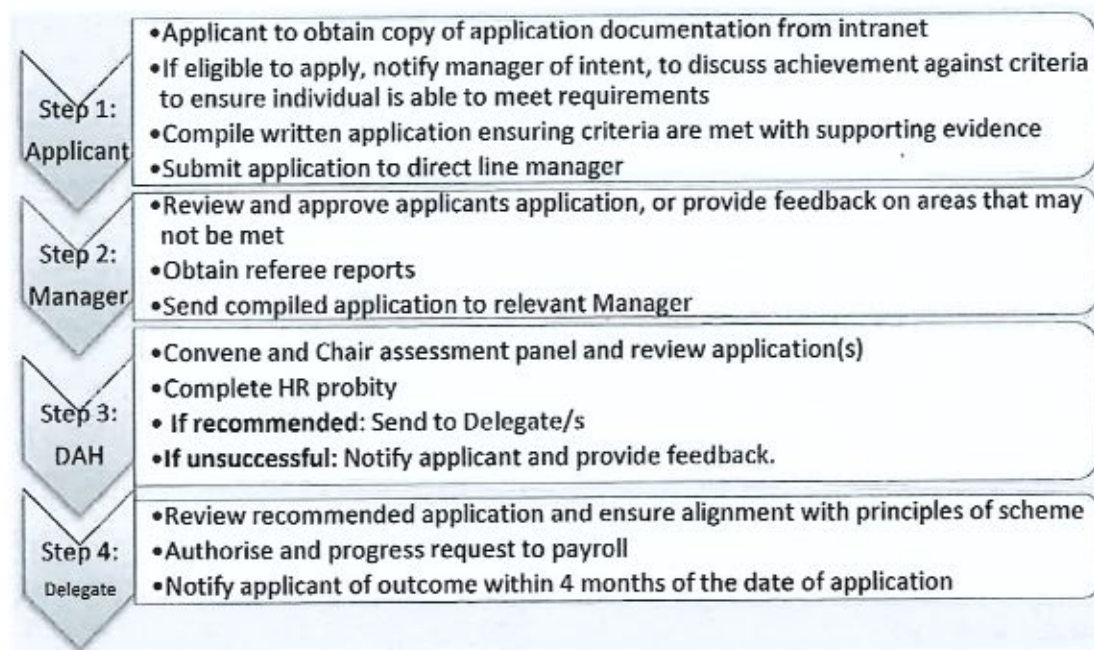 Step 1:
Applicant
•Applicant to obtain copy of application documentation from intranet
•If eligible to apply, notify manager of intent, to discuss achievement against criteria
to ensure individual is able to meet requirements
•Compile written application ensuring criteria are met with supporting evidence
•Submit application to direct line manager
Step 2:
Manager
•Review and approve applicants application, or provide feedback on areas that may
not be met
•Obtain referee reports
•Send compiled application to relevant Manager
Step 3:
DAH
•Convene and Chair assessment panel and review application(s)
•Complete HR probity
• If recommended: Send to Delegate/s
•If unsuccessful: Notify applicant and provide feedback.
Step 4:
Delegate
•Review recommended application and ensure alignment with principles of scheme
•Authorise and progress request to payroll
•Notify applicant of outcome within 4 months of the date of application